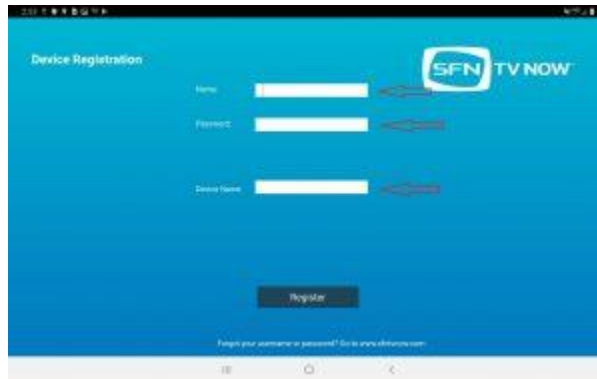 Device Registration
SFN TV NOW
Name
Password
Device Name
Register
Forgot your username or password? Go to www.sfntvnow.com